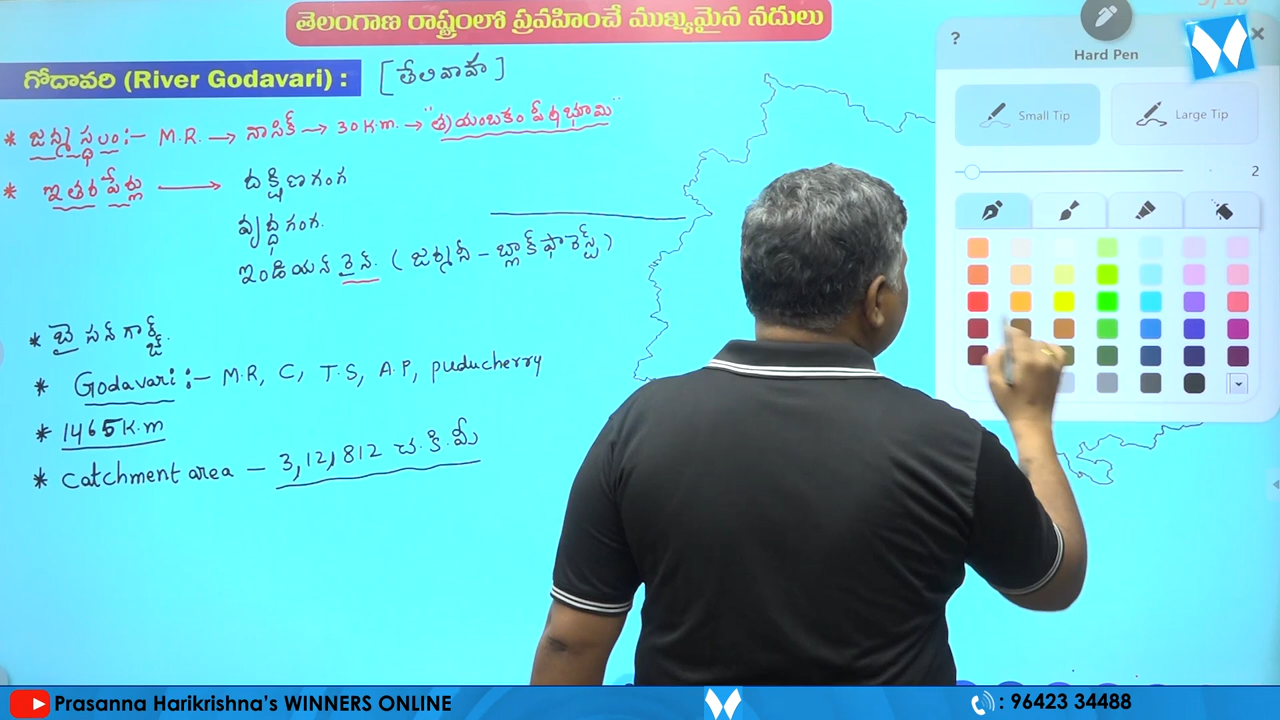 తెలంగాణ రాష్ట్రంలో ప్రవహించే ముఖ్యమైన నదులు
గోదావరి (River Godavari) : [తేలివాహ]
* జన్మస్థలం :- M.R. → నాసిక్ → 30 K.m. → "త్రయంబకం పీఠభూమి"
* ఇతర పేర్లు → దక్షిణగంగ
వృద్ధగంగ.
ఇండియన్ రైన్. ( జర్మనీ - బ్లాక్ ఫారెస్ట్ )
* బైసన్ గార్జ్.
* Godavari :- M.R, C, T.S, A.P, puducherry
* 1465 K.m
* Catchment area - 3,12,812 చ.కి.మీ
?
Hard Pen
Small Tip
Large Tip
2
Prasanna Harikrishna's WINNERS ONLINE
: 96423 34488